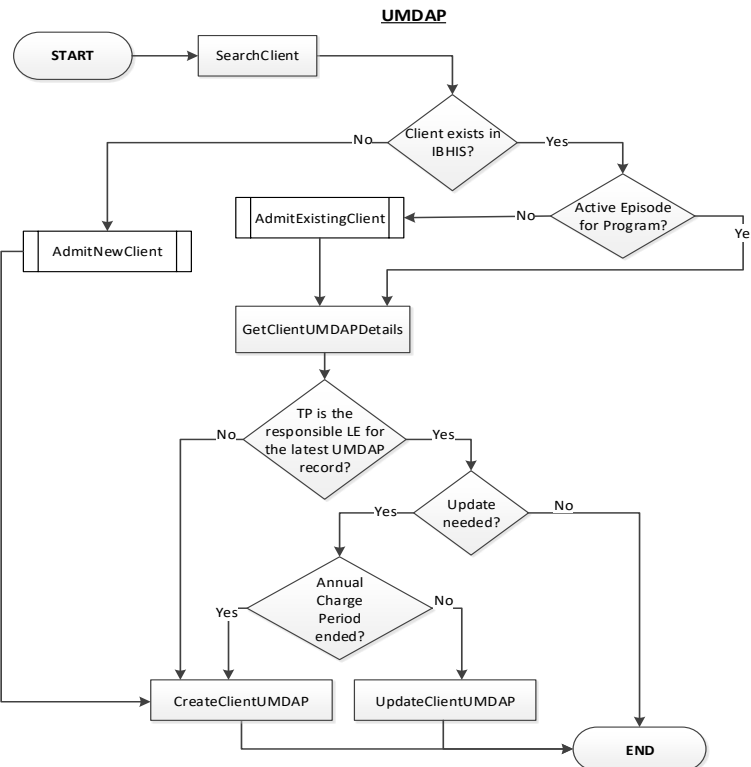 UMDAP
START
SearchClient
Client exists in
IBHIS?
No
Yes
Active Episode
for Program?
No
Ye
AdmitExistingClient
AdmitNewClient
GetClientUMDAPDetails
TP is the
responsible LE for
the latest UMDAP
record?
No
Yes
Update
needed?
Yes
No
Annual
Charge
Period
ended?
Yes
No
CreateClientUMDAP
UpdateClientUMDAP
END